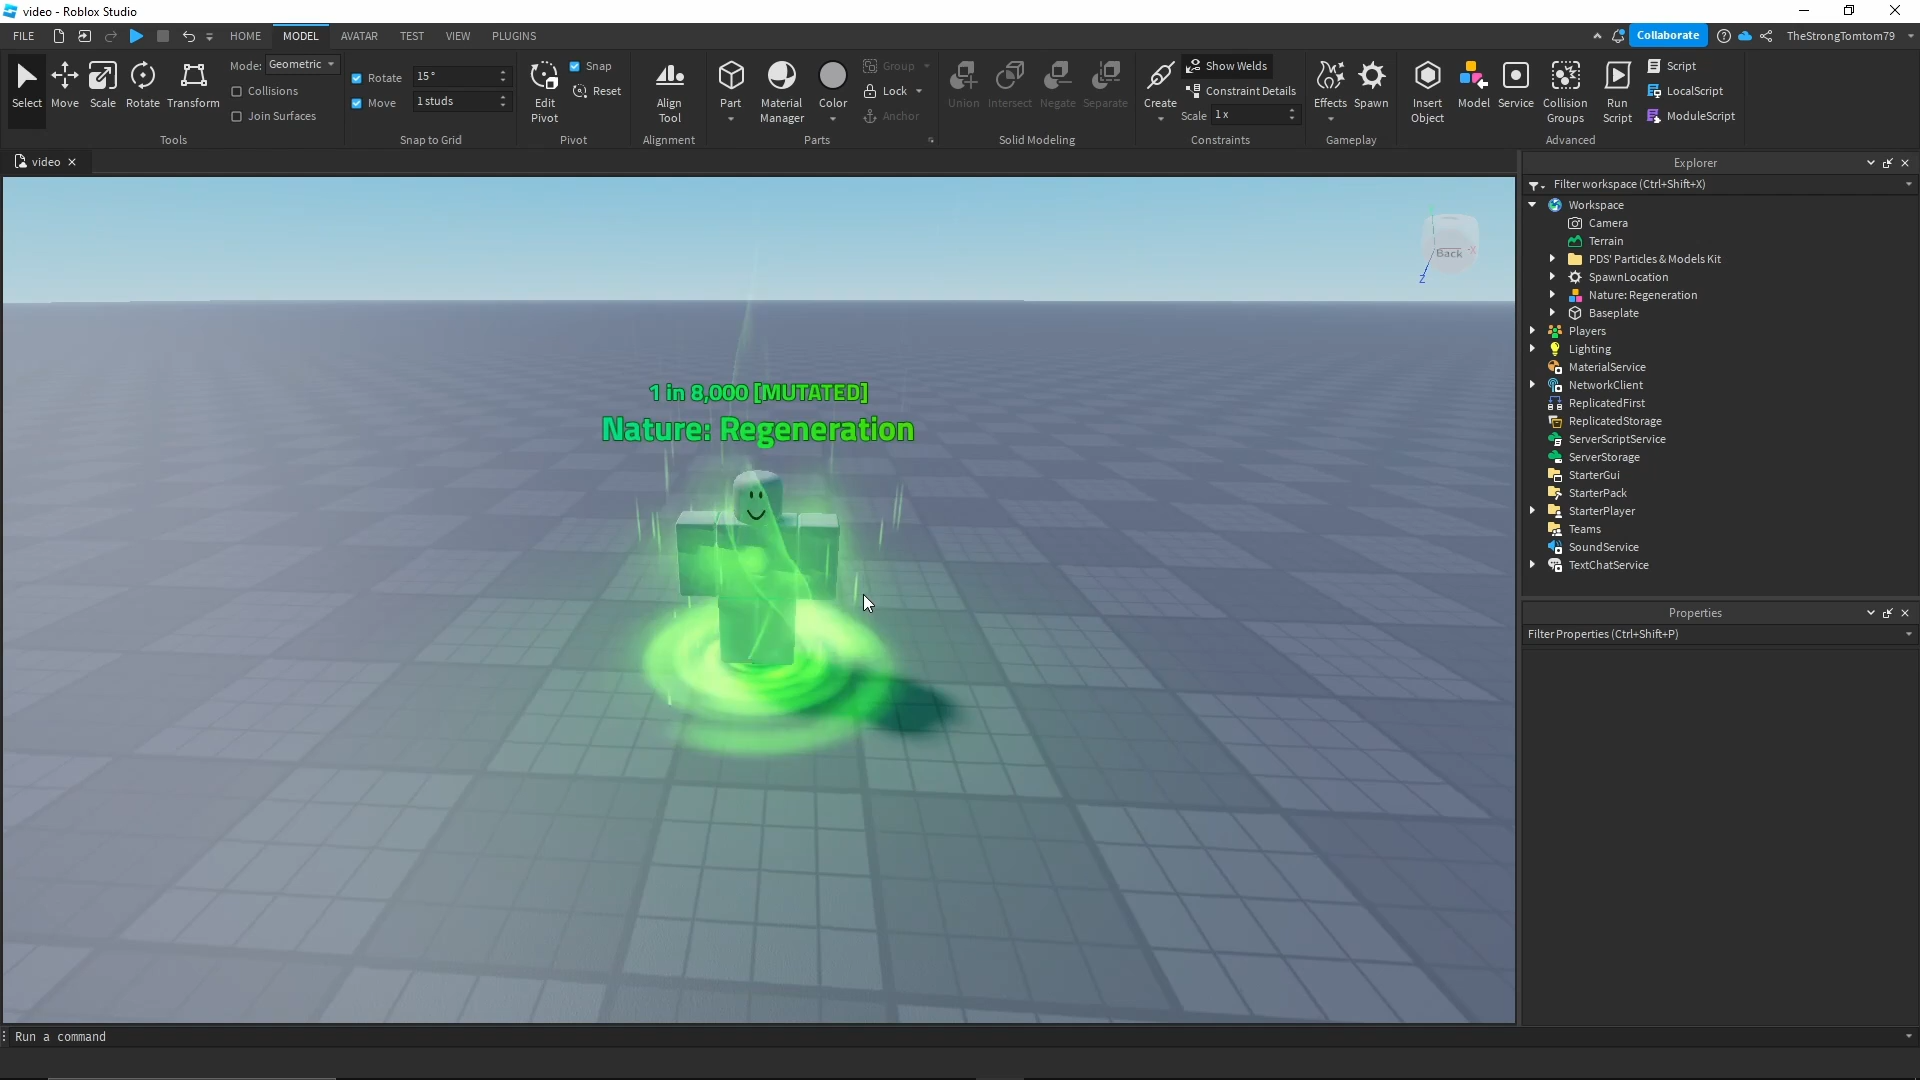 video - Roblox Studio
FILE HOME MODEL AVATAR TEST VIEW PLUGINS Collaborate TheStrongTomtom79
Select Move Scale Rotate Transform
Mode: Geometric
Collisions
Join Surfaces
Tools
Rotate 15°
Move 1 studs
Snap to Grid
Edit
Pivot
Snap
Reset
Pivot
Align
Tool
Alignment
Part
Material
Manager
Color
Group
Lock
Anchor
Parts
Union Intersect Negate Separate
Solid Modeling
Create
Show Welds
Constraint Details
Scale 1 x
Constraints
Effects Spawn
Gameplay
Insert
Object
Model
Service
Collision
Groups
Run
Script
Script
LocalScript
ModuleScript
Advanced
video
Back
X
Z
1 in 8,000 [MUTATED]
Nature: Regeneration
Explorer
Filter workspace (Ctrl+Shift+X)
Workspace
Camera
Terrain
PDS' Particles & Models Kit
SpawnLocation
Nature: Regeneration
Baseplate
Players
Lighting
MaterialService
NetworkClient
ReplicatedFirst
ReplicatedStorage
ServerScriptService
ServerStorage
StarterGui
StarterPack
StarterPlayer
Teams
SoundService
TextChatService
Properties
Filter Properties (Ctrl+Shift+P)
Run a command